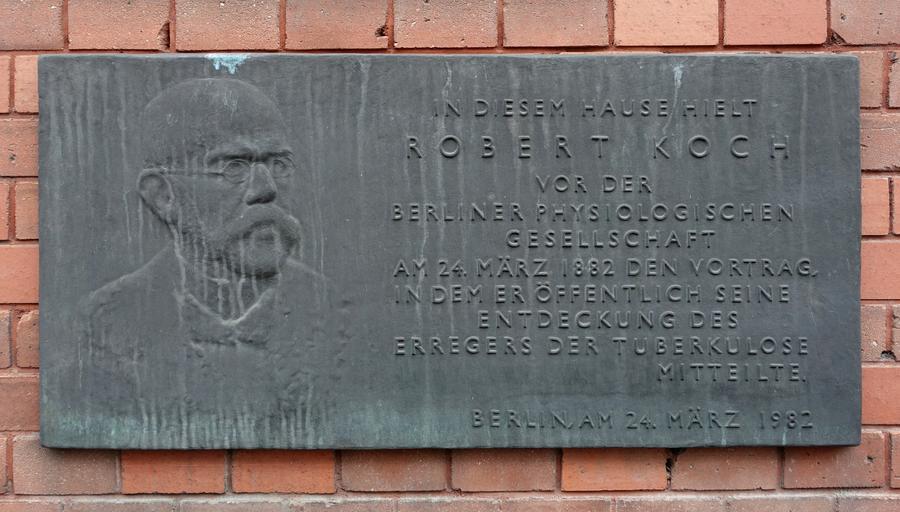 IN DIESEM HAUSE HIELT
ROBERT KOCH
VOR DER
BERLINER PHYSIOLOGISCHEN
GESELLSCHAFT
AM 24. MÄRZ 1882 DEN VORTRAG,
IN DEM ER ÖFFENTLICH SEINE
ENTDECKUNG DES
ERREGERS DER TUBERKULOSE
MITTEILTE.
BERLIN, AM 24. MÄRZ 1982